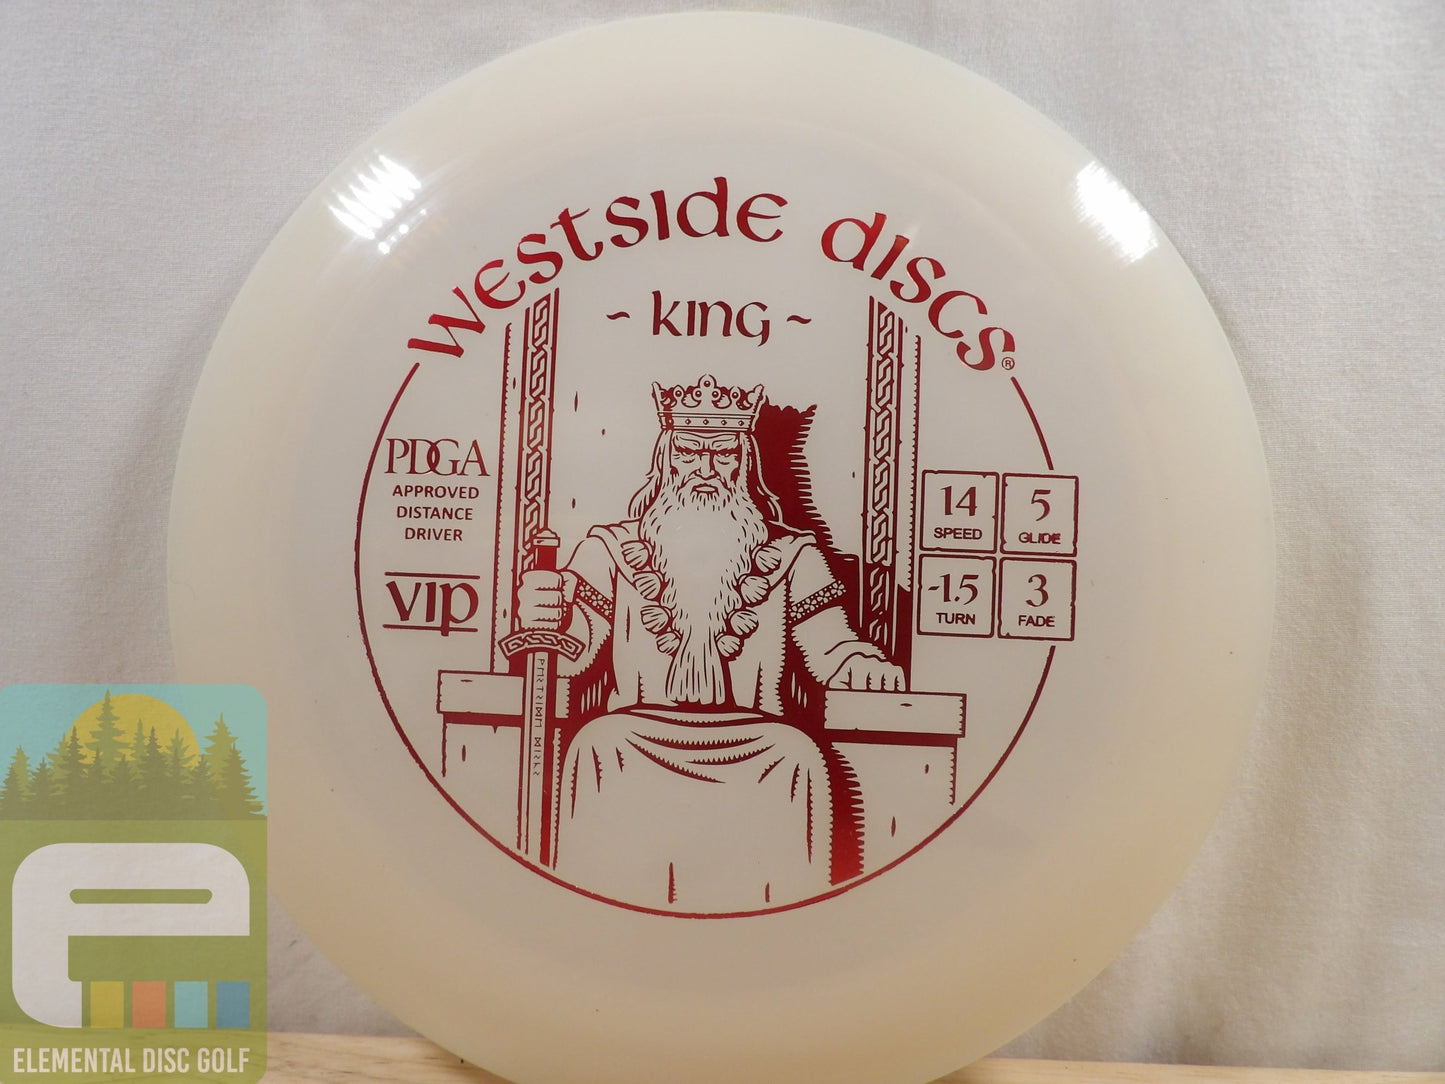 westside discs®
~ king ~
PDGA
APPROVED
DISTANCE
DRIVER
VIP
14
SPEED
5
GLIDE
-1.5
TURN
3
FADE
ELEMENTAL DISC GOLF